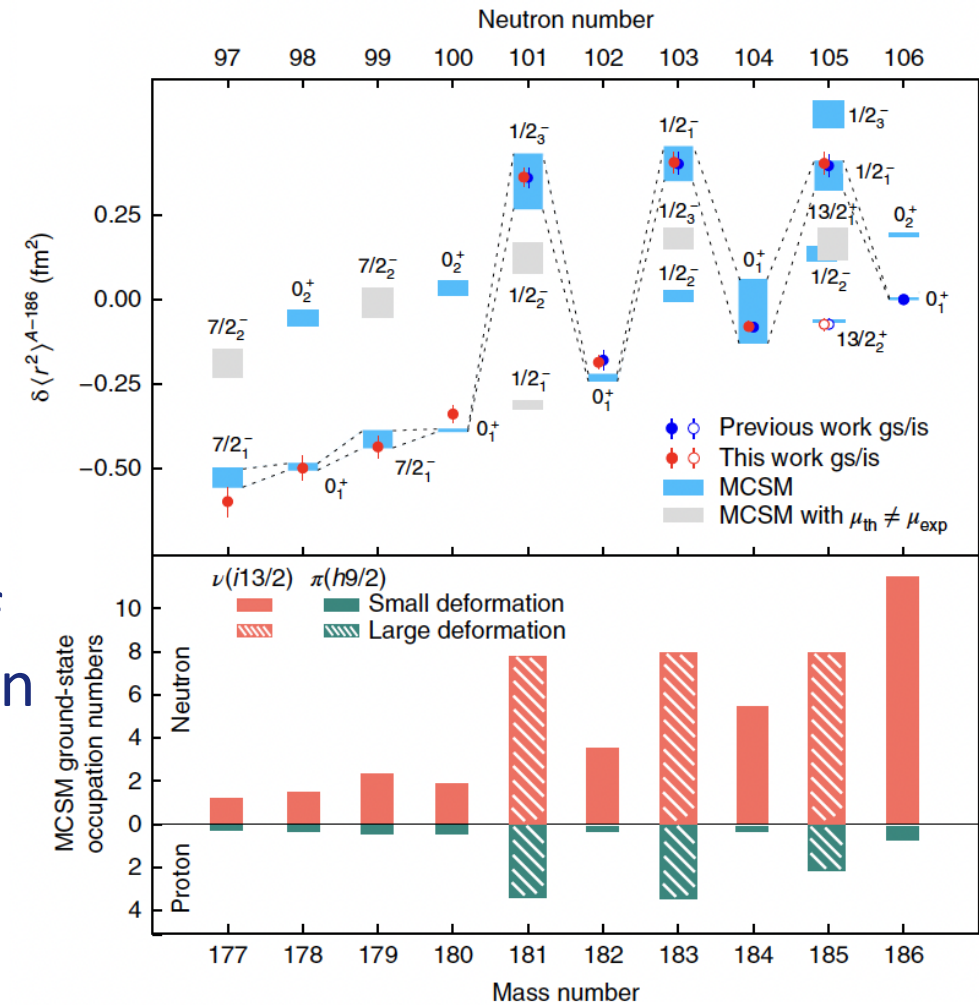 Neutron number
97 98 99 100 101 102 103 104 105 106
δ⟨r²⟩^{A−186} (fm²)
0.25
0.00
−0.25
−0.50
7/2₂⁻
7/2₁⁻
0₂⁺
0₁⁺
7/2₂⁻
7/2₁⁻
0₂⁺
0₁⁺
1/2₃⁻
1/2₂⁻
1/2₁⁻
0₁⁺
1/2₁⁻
1/2₃⁻
1/2₂⁻
0₁⁺
1/2₃⁻
1/2₁⁻
13/2₁⁺
1/2₂⁻
13/2₂⁺
0₂⁺
0₁⁺
Previous work gs/is
This work gs/is
MCSM
MCSM with μ_th ≠ μ_exp
MCSM ground-state
occupation numbers
Neutron
Proton
10
8
6
4
2
0
2
4
ν(i13/2) π(h9/2)
Small deformation
Large deformation
n
177 178 179 180 181 182 183 184 185 186
Mass number